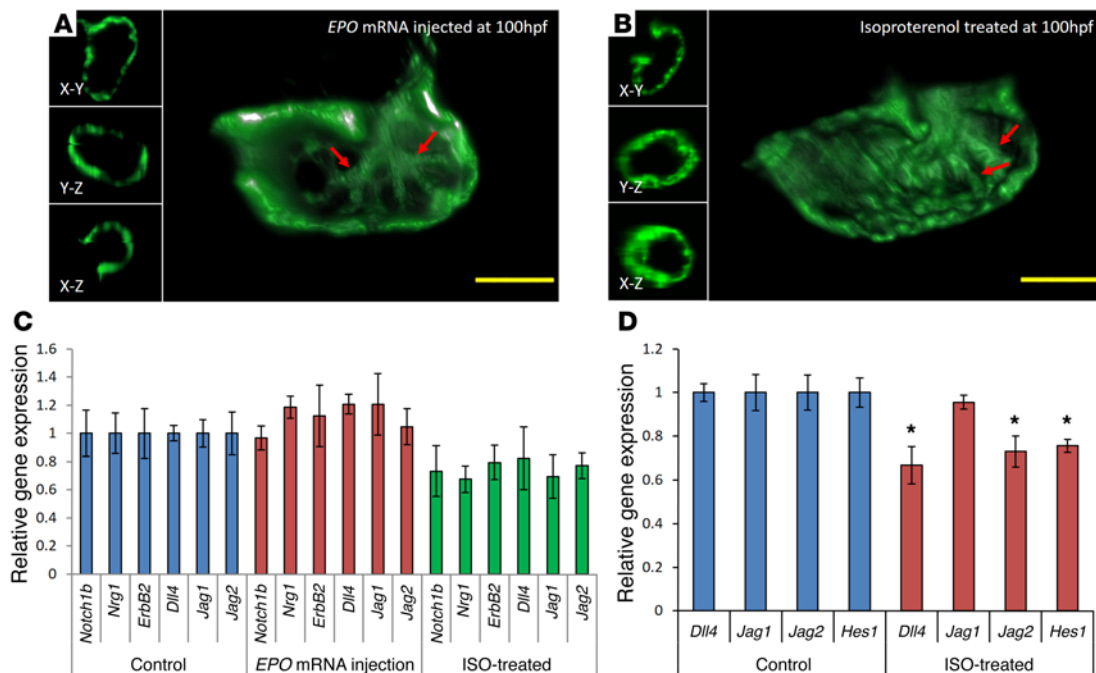 A
EPO mRNA injected at 100hpf
X-Y
Y-Z
X-Z
B
Isoproterenol treated at 100hpf
X-Y
Y-Z
X-Z
C
Relative gene expression
1.6
1.4
1.2
1
0.8
0.6
0.4
0.2
0
Notch1b
Nrg1
ErbB2
Dll4
Jag1
Jag2
Notch1b
Nrg1
ErbB2
Dll4
Jag1
Jag2
Notch1b
Nrg1
ErbB2
Dll4
Jag1
Jag2
Control
EPO mRNA injection
ISO-treated
D
Relative gene expression
1.2
1
0.8
0.6
0.4
0.2
0
* * *
Dll4 Jag1 Jag2 Hes1 Dll4 Jag1 Jag2 Hes1
Control ISO-treated